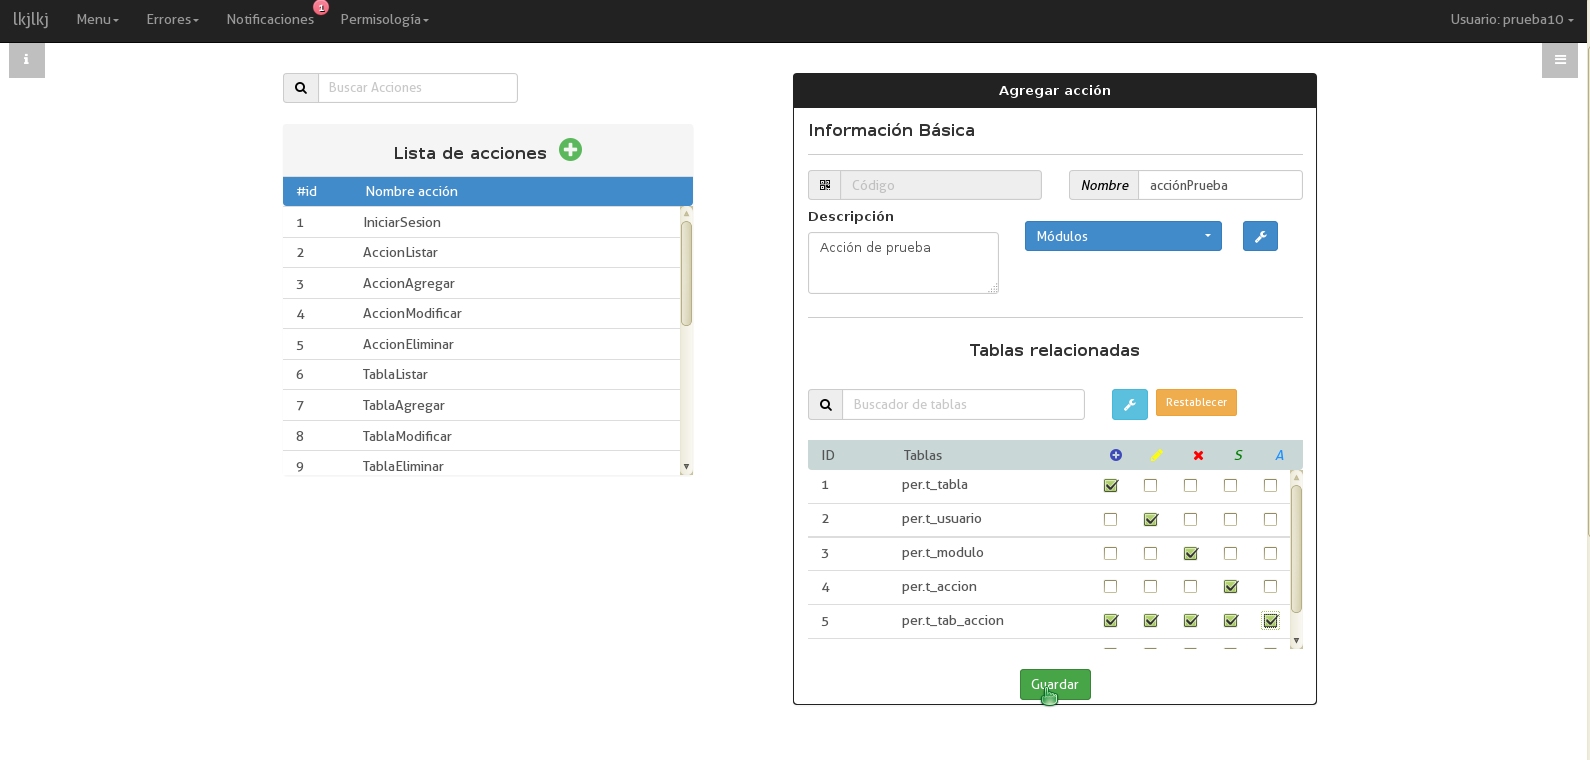 lkjlkj Menu Errores Notificaciones 1 Permisología Usuario: prueba10
i
Buscar Acciones
Lista de acciones
#id Nombre acción
1 IniciarSesion
2 AccionListar
3 AccionAgregar
4 AccionModificar
5 AccionEliminar
6 TablaListar
7 TablaAgregar
8 TablaModificar
9 TablaEliminar
Agregar acción
Información Básica
Código Nombre acciónPrueba
Descripción
Módulos
Acción de prueba
Tablas relacionadas
Buscador de tablas Restablecer
ID Tablas S A
1 per.t_tabla
2 per.t_usuario
3 per.t_modulo
4 per.t_accion
5 per.t_tab_accion
Guardar